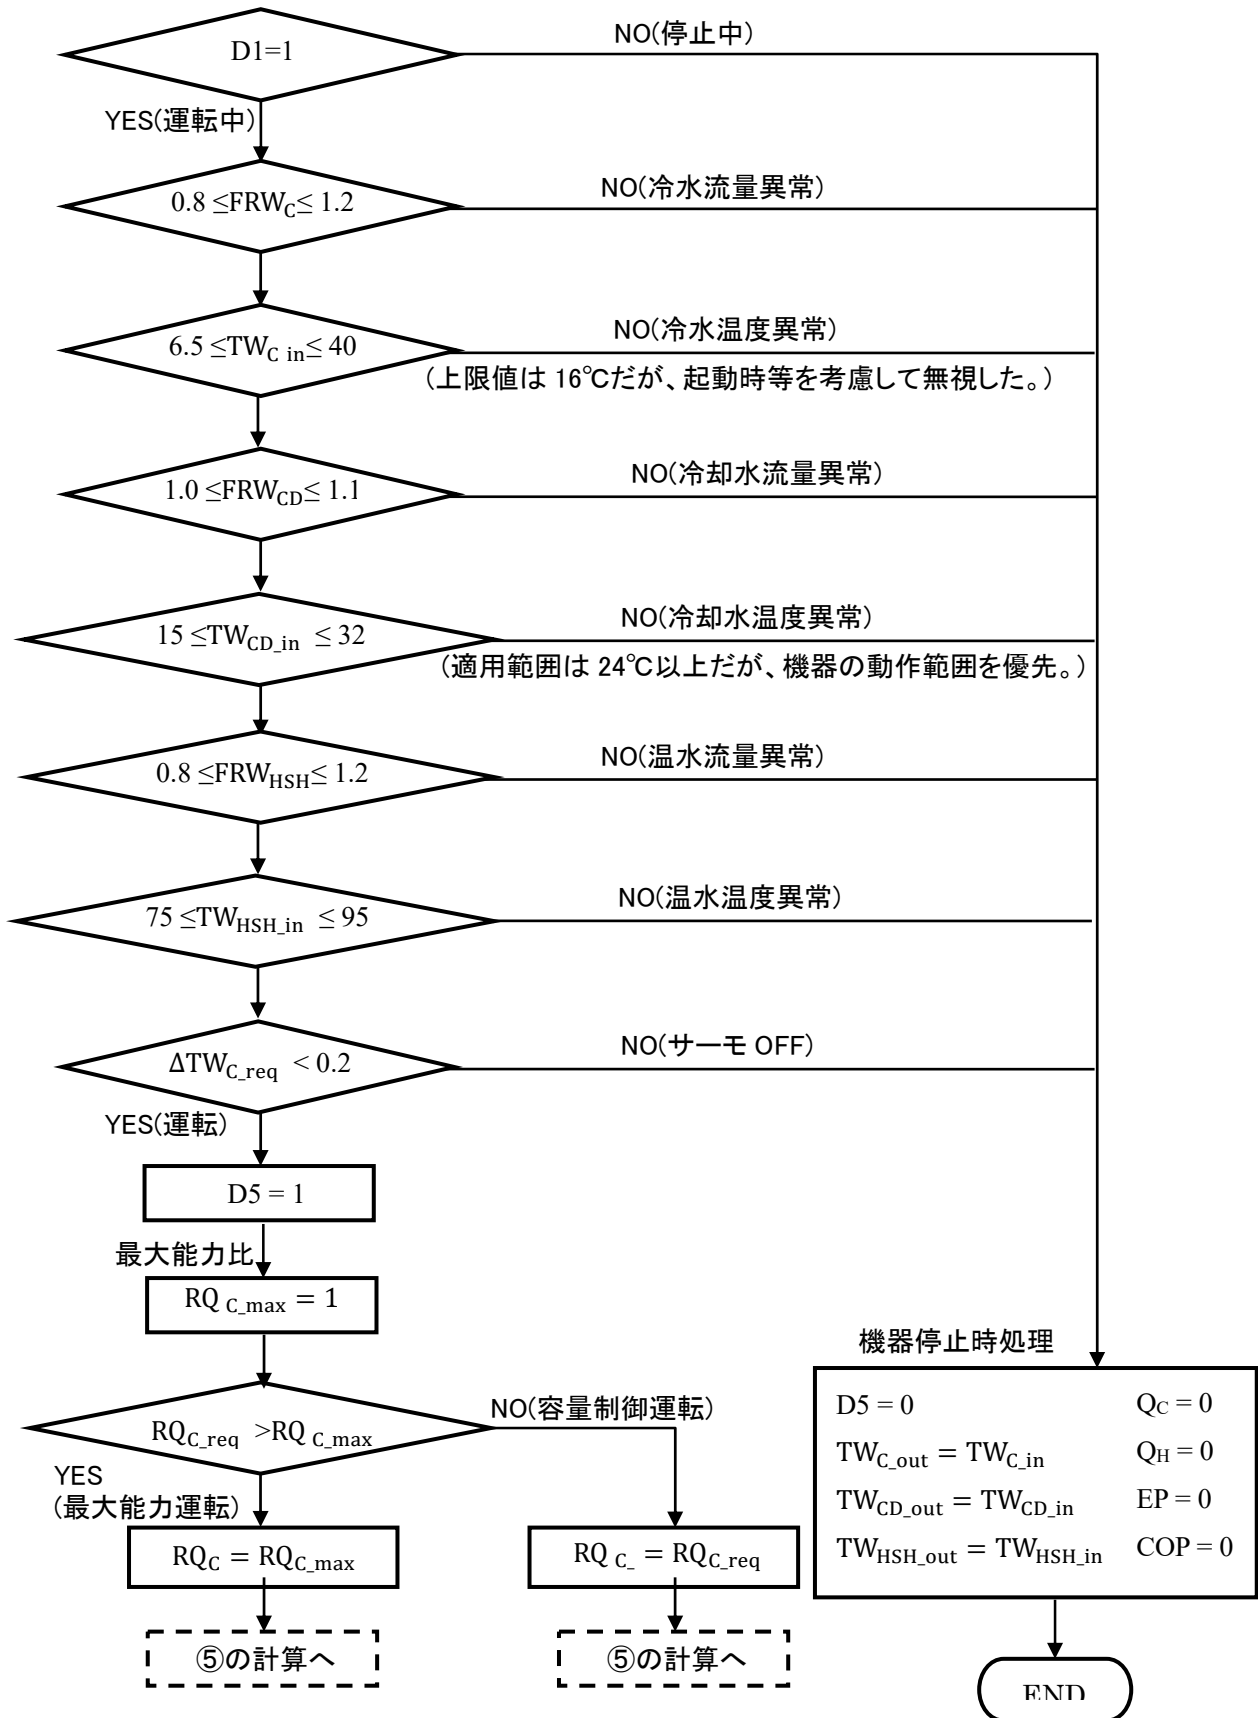 D1=1
NO(停止中)
YES(運転中)
0.8 ≤FRW_C≤ 1.2
NO(冷水流量異常)
6.5 ≤TW_C in≤ 40
NO(冷水温度異常)
（上限値は 16℃だが、起動時等を考慮して無視した。）
1.0 ≤FRW_CD≤ 1.1
NO(冷却水流量異常)
15 ≤TW_CD_in ≤ 32
NO(冷却水温度異常)
（適用範囲は 24℃以上だが、機器の動作範囲を優先。）
0.8 ≤FRW_HSH≤ 1.2
NO(温水流量異常)
75 ≤TW_HSH_in ≤ 95
NO(温水温度異常)
ΔTW_C_req < 0.2
NO(サーモ OFF)
YES(運転)
D5 = 1
最大能力比
RQ C_max = 1
RQ_C_req >RQ C_max
NO(容量制御運転)
YES
(最大能力運転)
RQ_C = RQ_C_max
RQ C_ = RQ_C_req
⑤の計算へ
⑤の計算へ
機器停止時処理
D5 = 0 Q_C = 0
TW_C_out = TW_C_in Q_H = 0
TW_CD_out = TW_CD_in EP = 0
TW_HSH_out = TW_HSH_in COP = 0
END